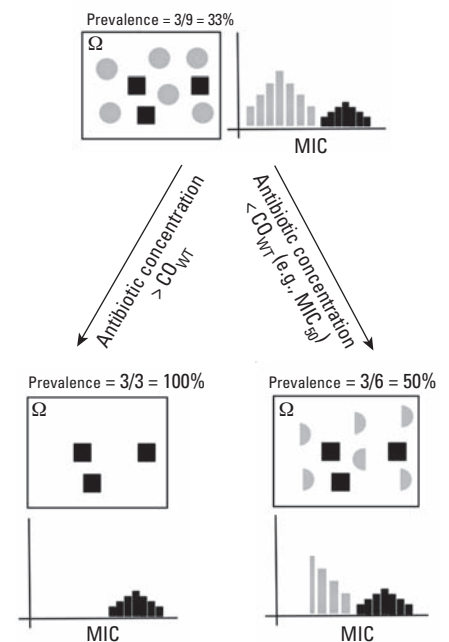 Prevalence = 3/9 = 33%
Ω
MIC
Antibiotic concentration
> CO_WT
Antibiotic concentration
< CO_WT (e.g., MIC_50)
Prevalence = 3/3 = 100%
Prevalence = 3/6 = 50%
Ω
Ω
MIC
MIC